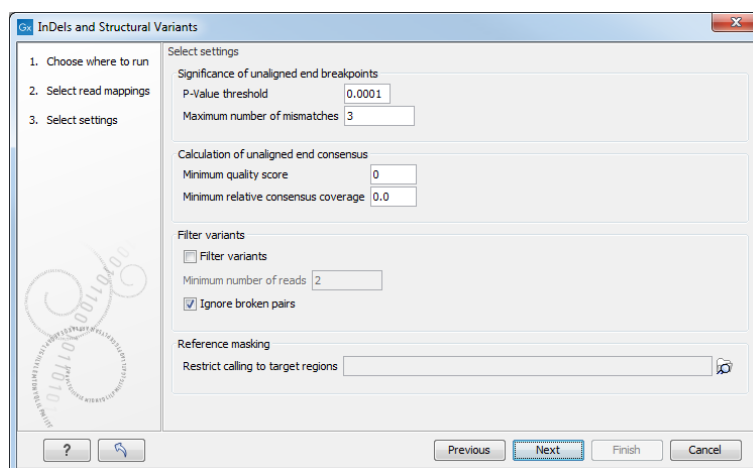 Gx InDels and Structural Variants
1. Choose where to run
2. Select read mappings
3. Select settings
Select settings
Significance of unaligned end breakpoints
P-Value threshold 0.0001
Maximum number of mismatches 3
Calculation of unaligned end consensus
Minimum quality score 0
Minimum relative consensus coverage 0.0
Filter variants
Filter variants
Minimum number of reads 2
Ignore broken pairs
Reference masking
Restrict calling to target regions
? Previous Next Finish Cancel